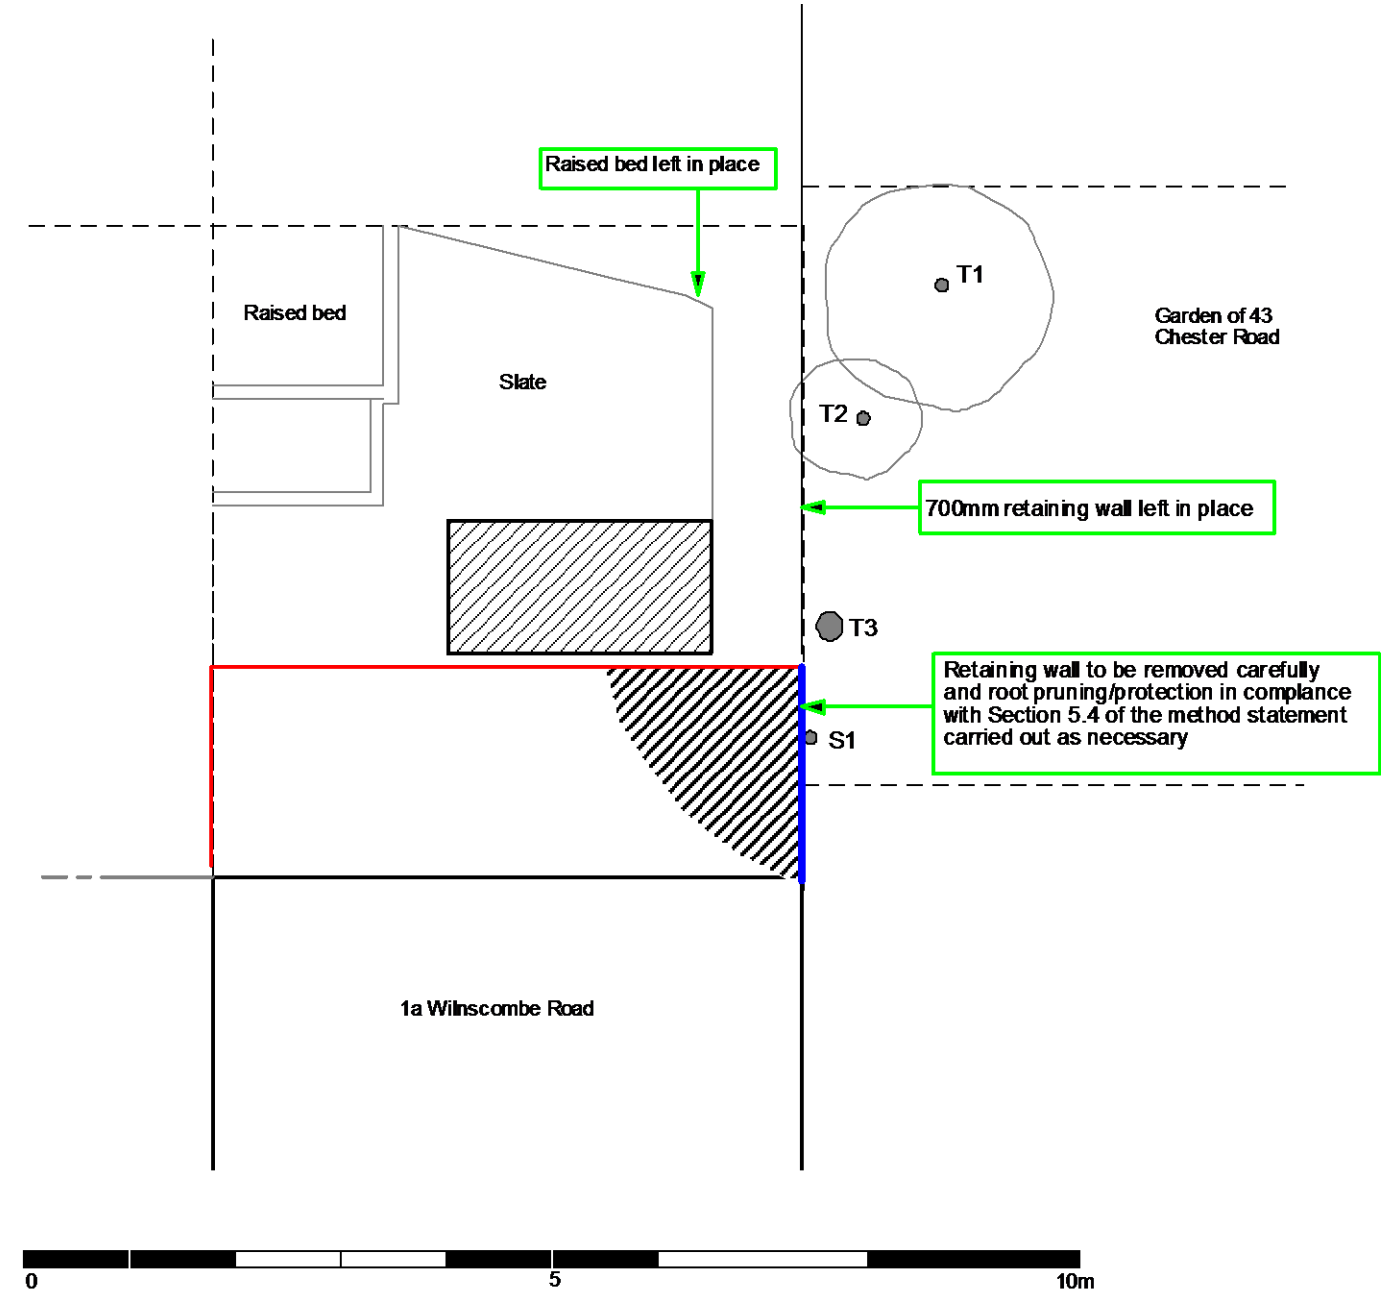 Raised bed left in place
T1
Raised bed
Garden of 43
Chester Road
Slate
T2
700mm retaining wall left in place
T3
Retaining wall to be removed carefully
and root pruning/protection in complance
with Section 5.4 of the method statement
carried out as necessary
S1
1a Wilnscombe Road
0
5
10m